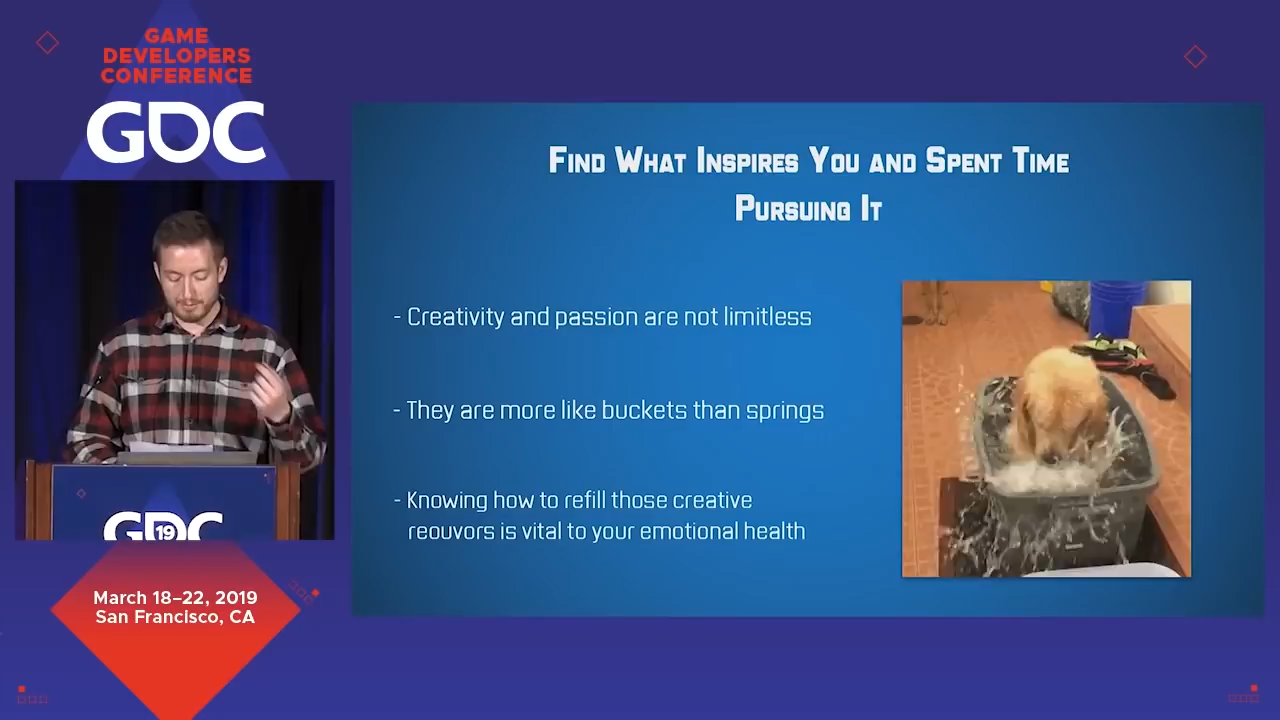 GAME
DEVELOPERS
CONFERENCE
GDC
Find What Inspires You and Spent Time
Pursuing It
- Creativity and passion are not limitless
- They are more like buckets than springs
- Knowing how to refill those creative
reouvors is vital to your emotional health
GDC
19
March 18–22, 2019
San Francisco, CA